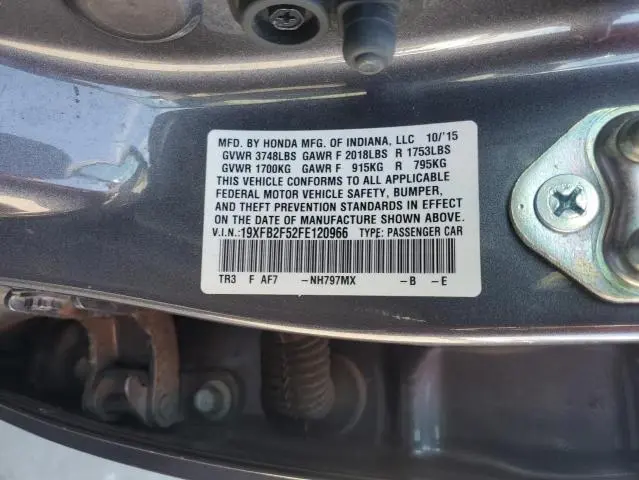 MFD. BY HONDA MFG. OF INDIANA, LLC 10/'15
GVWR 3748LBS GAWR F 2018LBS R 1753LBS
GVWR 1700KG GAWR F 915KG R 795KG
THIS VEHICLE CONFORMS TO ALL APPLICABLE
FEDERAL MOTOR VEHICLE SAFETY, BUMPER,
AND THEFT PREVENTION STANDARDS IN EFFECT
ON THE DATE OF MANUFACTURE SHOWN ABOVE.
V.I.N.:19XFB2F52FE120966 TYPE: PASSENGER CAR
TR3 F AF7 -NH797MX -B -E